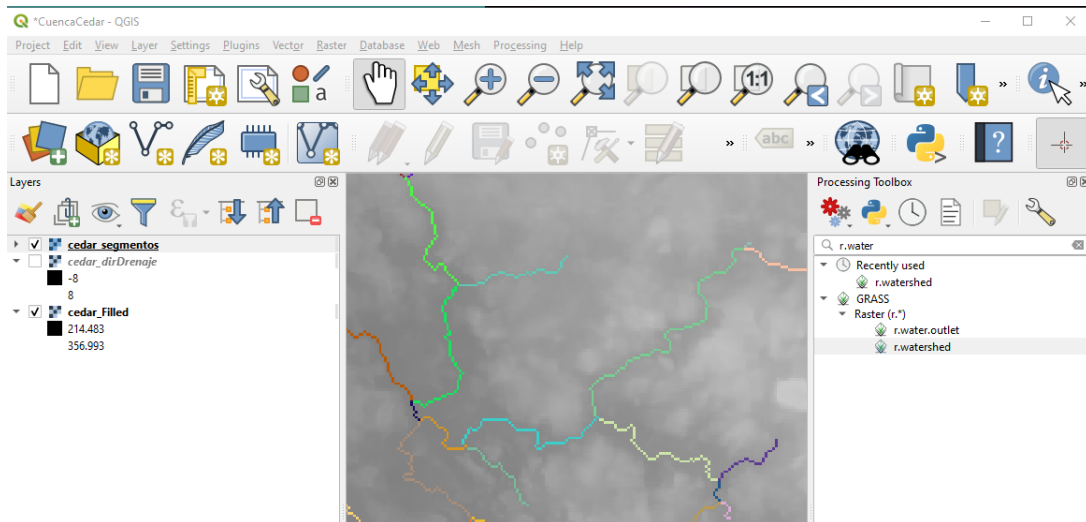 *CuencaCedar - QGIS
Project Edit View Layer Settings Plugins Vector Raster Database Web Mesh Processing Help
a
1:1
»
»
»
abc
»
?
Layers
cedar_segmentos
cedar_dirDrenaje
-8
8
cedar_Filled
214.483
356.993
Processing Toolbox
r.water
Recently used
r.watershed
GRASS
Raster (r.*)
r.water.outlet
r.watershed